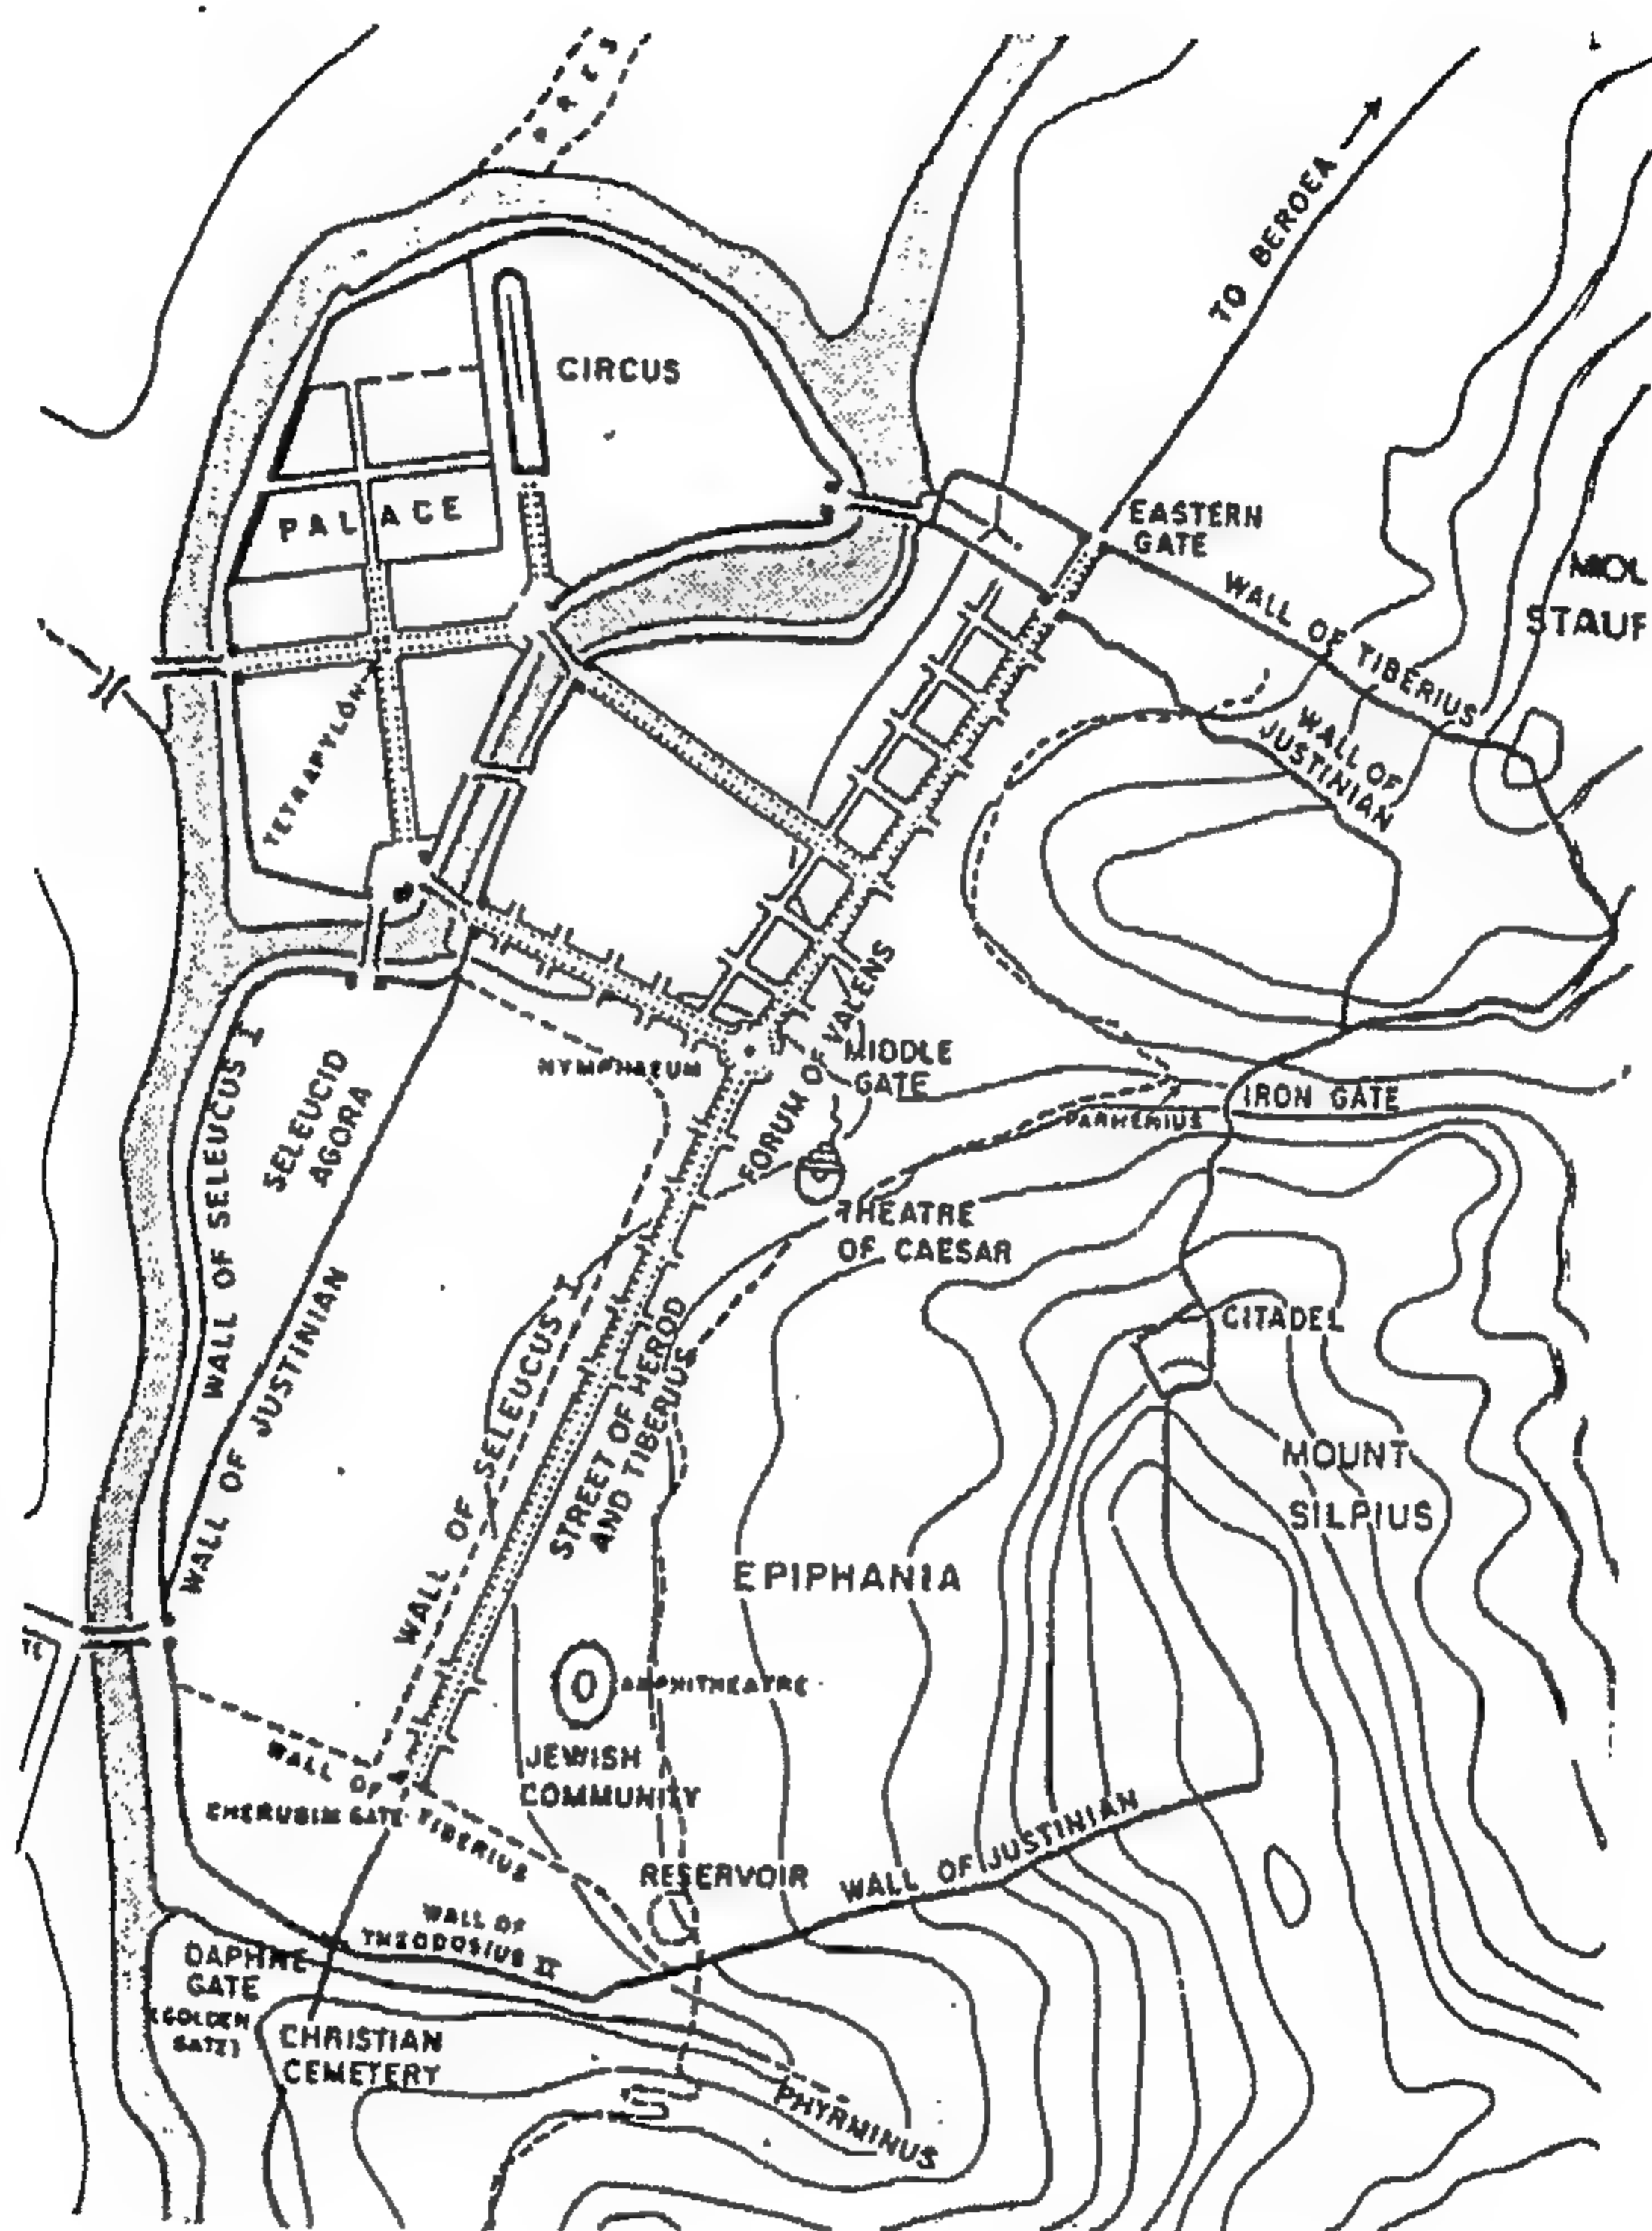 CIRCUS
TO BEROEA
PALACE
EASTERN
GATE
WALL OF TIBERIUS
STAUF
TETRAPYLON
WALL OF
JUSTINIAN
FORUM OF VALENS
MIDDLE
GATE
NYMPHAEUM
IRON GATE
PARMENIUS
SELEUCID
AGORA
WALL OF SELEUCUS I
THEATRE
OF CAESAR
CITADEL
WALL OF JUSTINIAN
WALL OF SELEUCUS I
STREET OF HEROD
AND TIBERIUS
MOUNT
SILPIUS
EPIPHANIA
AMPHITHEATRE
JEWISH
COMMUNITY
WALL OF TIBERIUS
CHERUBIM GATE
RESERVOIR
WALL OF JUSTINIAN
WALL OF
THEODOSIUS II
DAPHNE
GATE
(GOLDEN
GATE)
CHRISTIAN
CEMETERY
PHYRMINUS